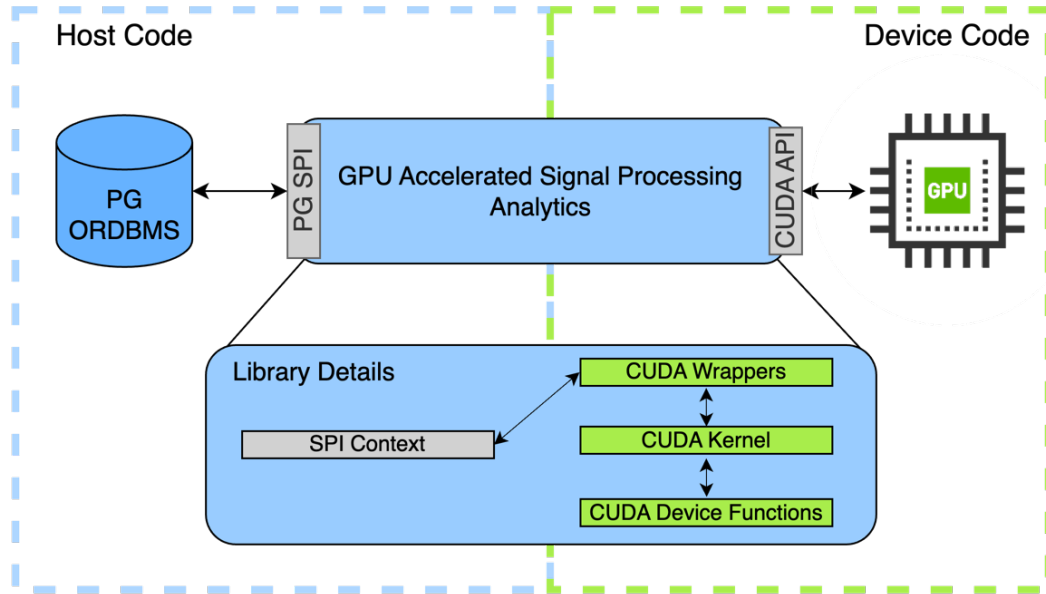 Host Code
Device Code
PG
ORDBMS
PG SPI
GPU Accelerated Signal Processing
Analytics
CUDA API
GPU
Library Details
CUDA Wrappers
SPI Context
CUDA Kernel
CUDA Device Functions